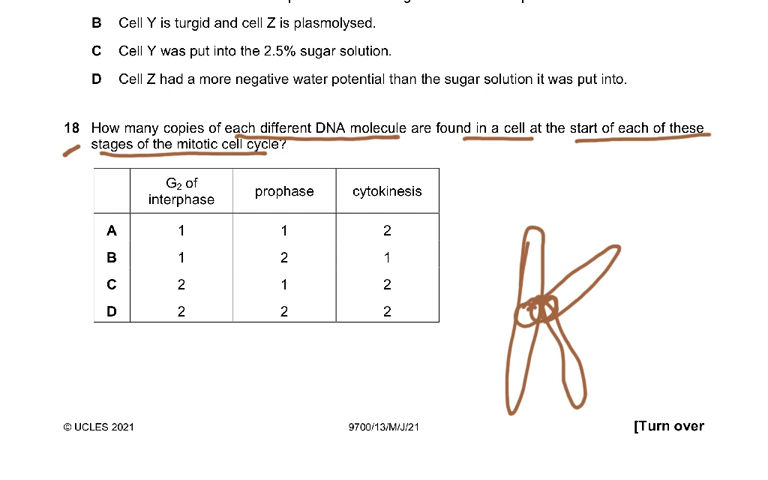 B Cell Y is turgid and cell Z is plasmolysed.
C Cell Y was put into the 2.5% sugar solution.
D Cell Z had a more negative water potential than the sugar solution it was put into.
18 How many copies of each different DNA molecule are found in a cell at the start of each of these
stages of the mitotic cell cycle?
G2 of interphase prophase cytokinesis
A 1 1 2
B 1 2 1
C 2 1 2
D 2 2 2
© UCLES 2021 9700/13/M/J/21 [Turn over